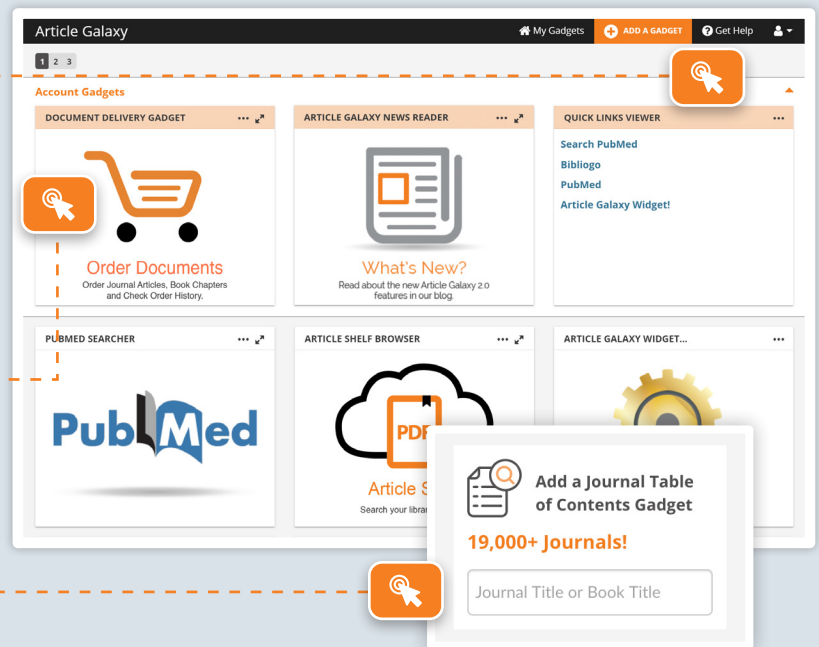 Article Galaxy
My Gadgets
ADD A GADGET
Get Help
1 2 3
Account Gadgets
DOCUMENT DELIVERY GADGET
ARTICLE GALAXY NEWS READER
QUICK LINKS VIEWER
Order Documents
Order Journal Articles, Book Chapters
and Check Order History.
What's New?
Read about the new Article Galaxy 2.0
features in our blog.
Search PubMed
Bibliogo
PubMed
Article Galaxy Widget!
PUBMED SEARCHER
ARTICLE SHELF BROWSER
ARTICLE GALAXY WIDGET...
PubMed
PDF
Article S
Search your librar
Add a Journal Table
of Contents Gadget
19,000+ Journals!
Journal Title or Book Title